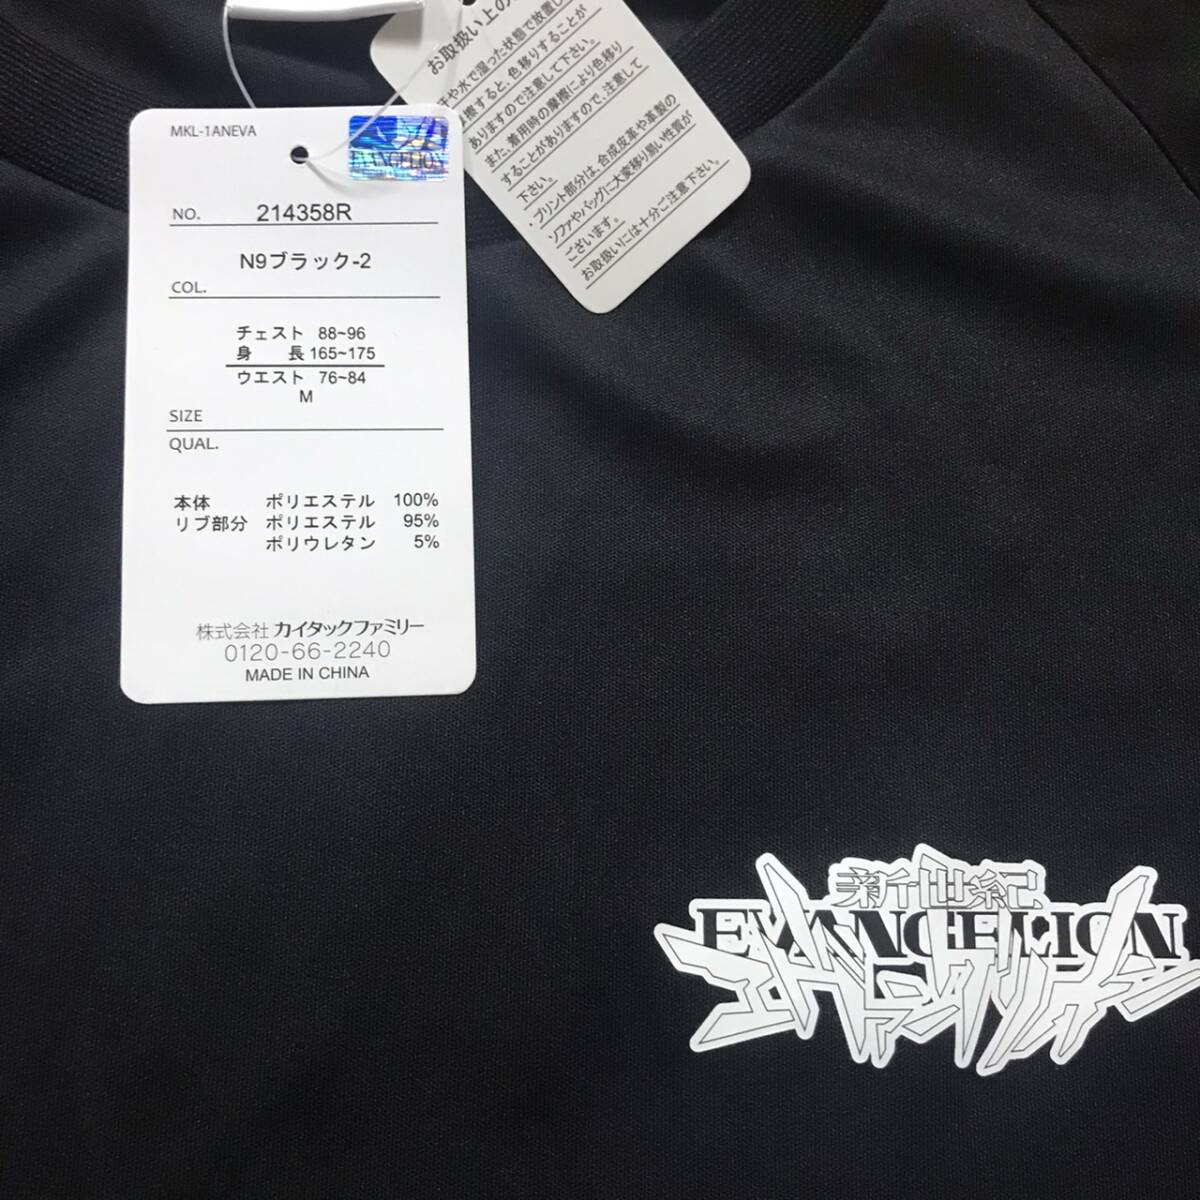 MKL-1ANEVA
EVANGELION
NO. 214358R
N9ブラック-2
COL.
チェスト 88~96
身 長 165~175
ウエスト 76~84
M
SIZE
QUAL.
本体 ポリエステル 100%
リブ部分 ポリエステル 95%
ポリウレタン 5%
株式会社 カイタックファミリー
0120-66-2240
MADE IN CHINA
お取扱い上の
汗や水で湿った状態で放置し
摩擦すると、色移りすることが
ありますので注意して下さい。
また、着用時の摩擦により色移り
することがありますので、注意して
下さい。
・プリント部分は、合成皮革や革製の
ソファやバッグに大変移り易い性質が
ございます。
お取扱いには十分ご注意下さい。
新世紀
EVANGELION
エヴァンゲリオン